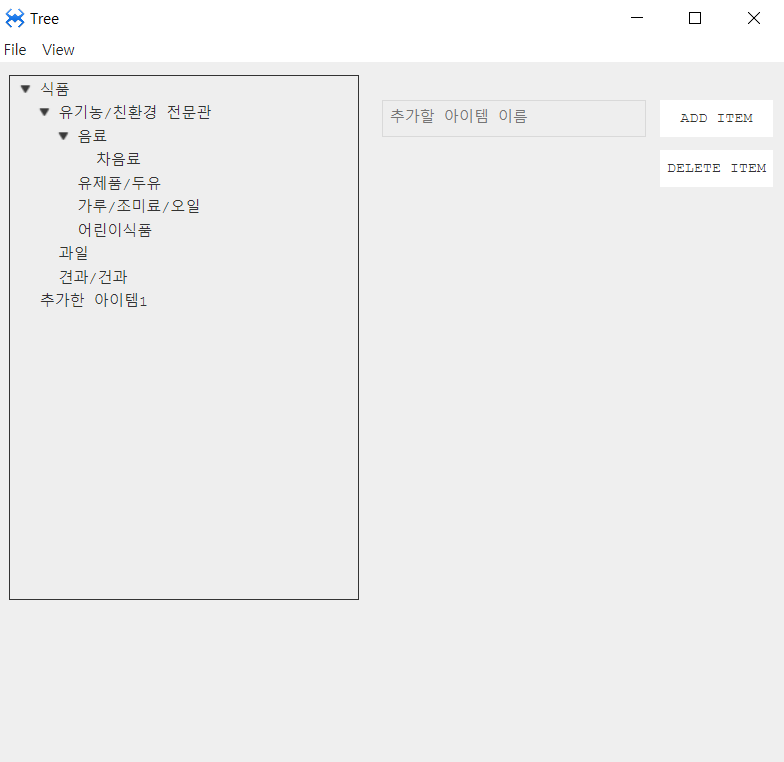 Tree
File View
식품
유기농/친환경 전문관
음료
차음료
유제품/두유
가루/조미료/오일
어린이식품
과일
견과/건과
추가한 아이템1
추가할 아이템 이름
ADD ITEM
DELETE ITEM